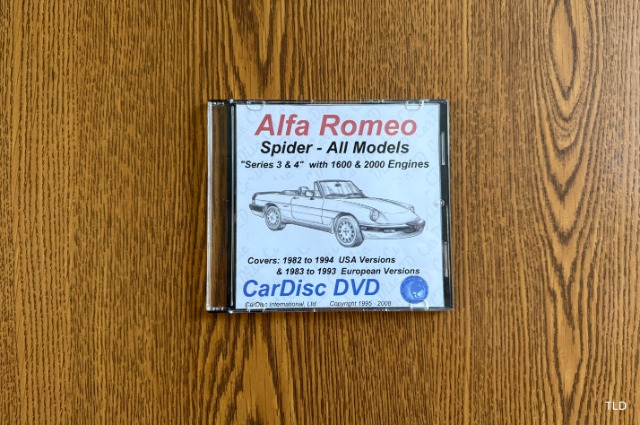 Alfa Romeo
Spider - All Models
"Series 3 & 4" with 1600 & 2000 Engines
Covers: 1982 to 1994 USA Versions
& 1983 to 1993 European Versions
CarDisc DVD
CarDisc International, Ltd Copyright 1995 - 2008
TLD